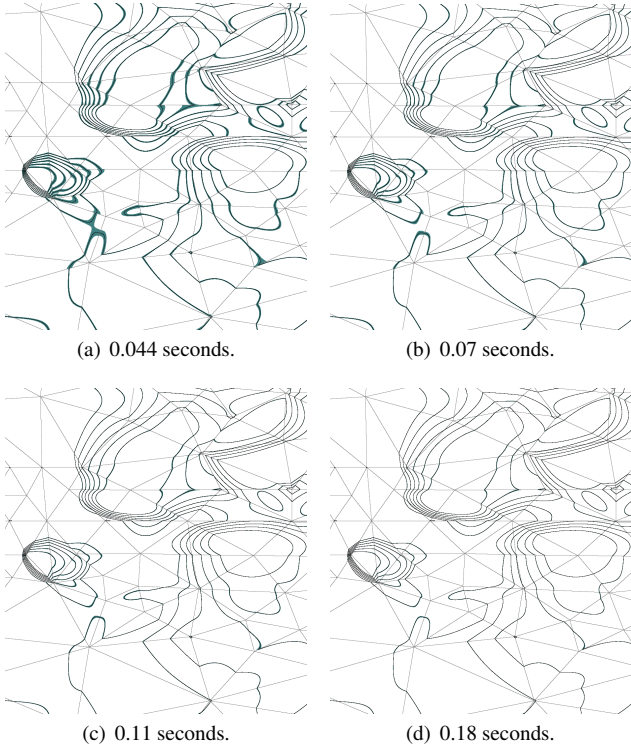 (a) 0.044 seconds.
(b) 0.07 seconds.
(c) 0.11 seconds.
(d) 0.18 seconds.